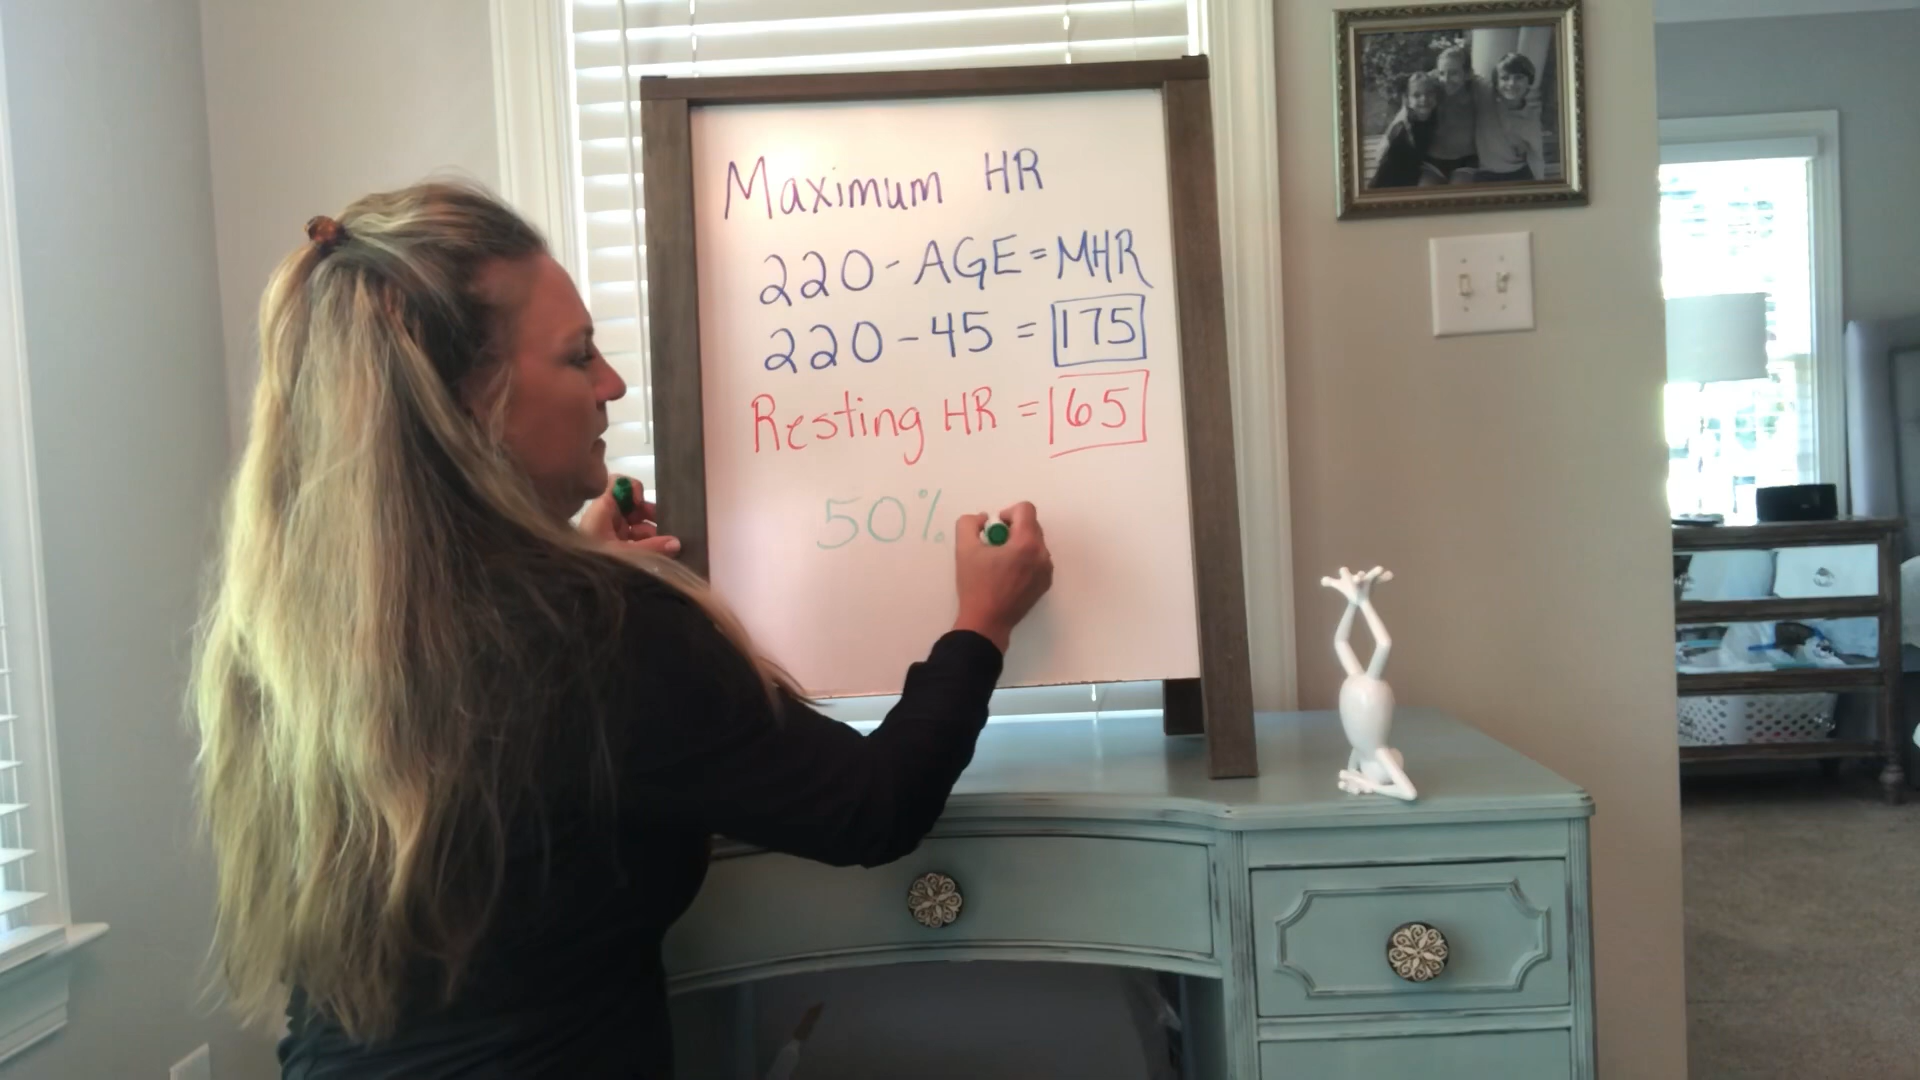 Maximum HR
220 - AGE = MHR
220 - 45 = 175
Resting HR = 65
50%